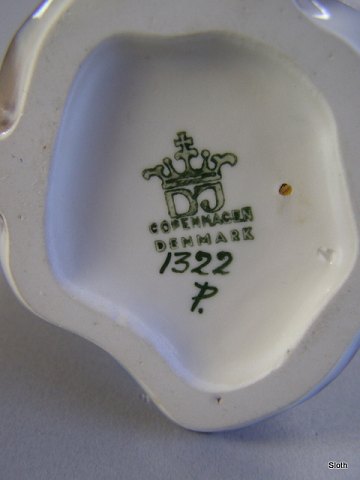 DJ
COPENHAGEN
DENMARK
1322
P.
Sloth